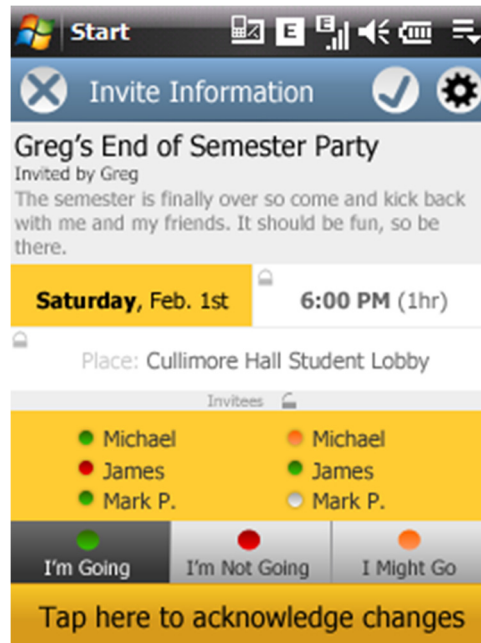 Start
E
E
Invite Information
Greg's End of Semester Party
Invited by Greg
The semester is finally over so come and kick back
with me and my friends. It should be fun, so be
there.
Saturday, Feb. 1st 6:00 PM (1hr)
Place: Cullimore Hall Student Lobby
Invitees
Michael Michael
James James
Mark P. Mark P.
I'm Going I'm Not Going I Might Go
Tap here to acknowledge changes